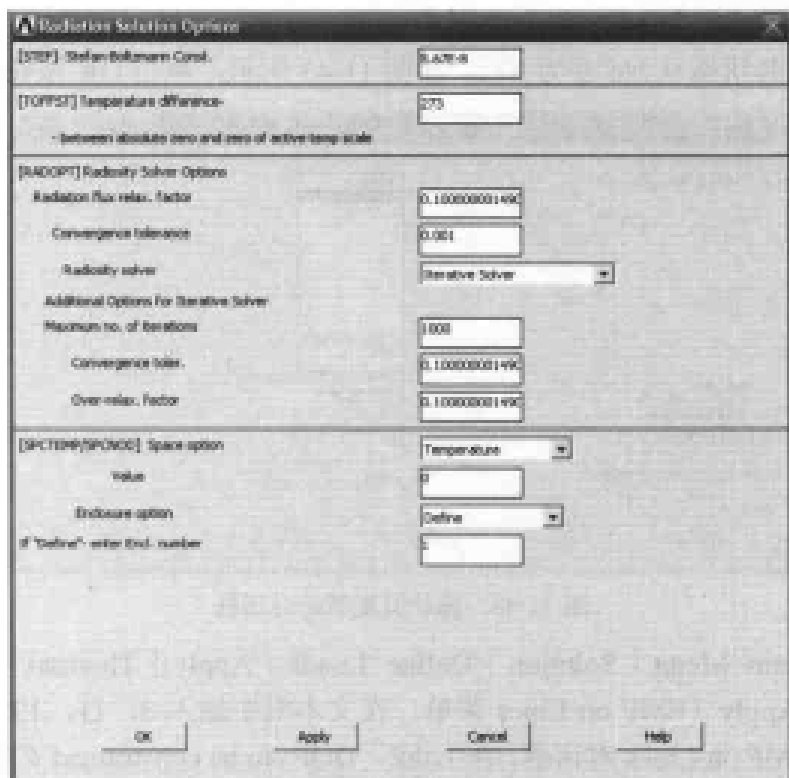 Radiation Solution Options
[STEF] Stefan-Boltzmann Const. 5.67E-8
[TOFFST] Temperature difference- 273
- between absolute zero and zero of active temp scale
[RADOPT] Radiosity Solver Options
Radiation flux relax. factor 0.10000000149
Convergence tolerance 0.001
Radiosity solver Iterative Solver
Additional Options for Iterative Solver
Maximum no. of iterations 1000
Convergence toler. 0.10000000149
Over-relax. factor 0.10000000149
[SPCTEMP/SPCNOD] Space option Temperature
Value 0
Enclosure option Define
If "Define"- enter Encl. number 1
OK Apply Cancel Help